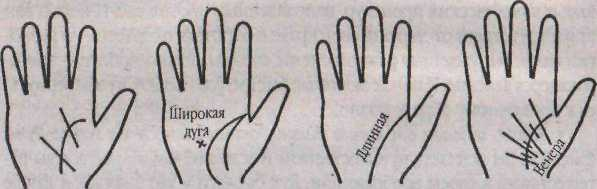 Широкая
дуга
Длинная
Венера